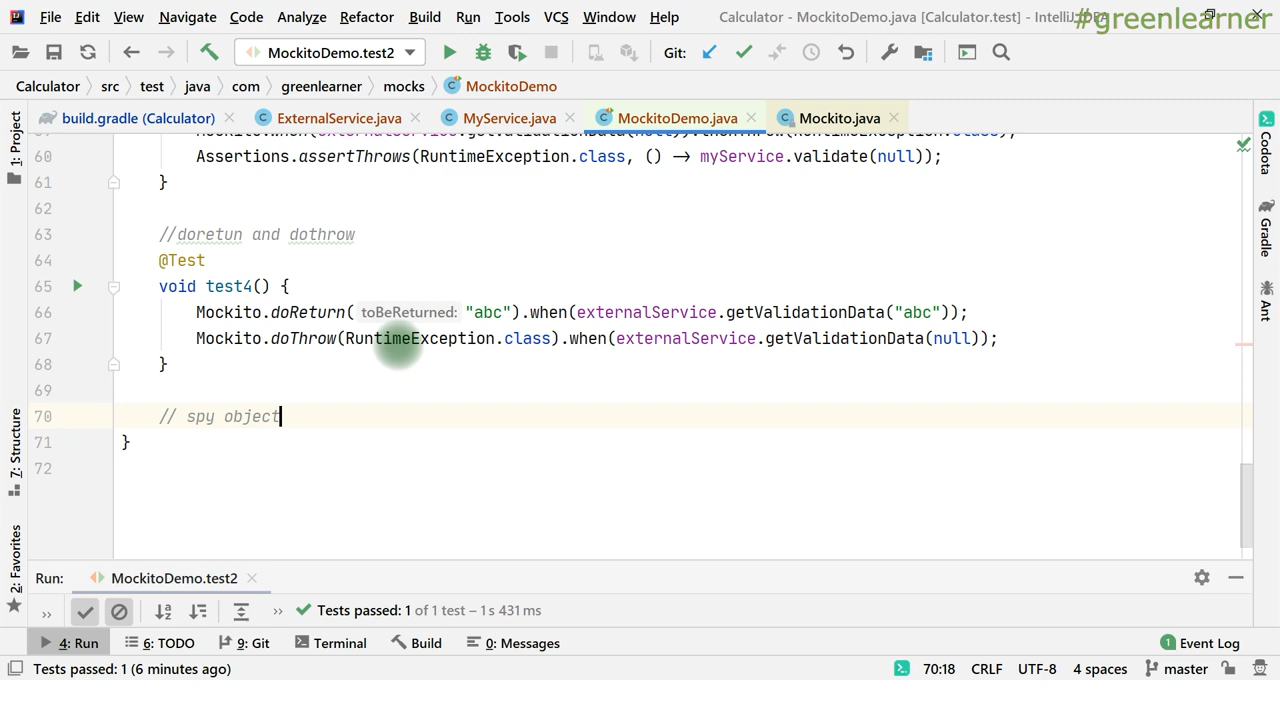 File Edit View Navigate Code Analyze Refactor Build Run Tools VCS Window Help Calculator - MockitoDemo.java [Calculator.test] - IntelliJ IDEA
#greenlearner
MockitoDemo.test2 Git:
Calculator src test java com greenlearner mocks MockitoDemo
build.gradle (Calculator) ExternalService.java MyService.java MockitoDemo.java Mockito.java
60 Assertions.assertThrows(RuntimeException.class, () → myService.validate(null));
61 }
62
63 //doretun and dothrow
64 @Test
65 void test4() {
66 Mockito.doReturn( toBeReturned: "abc").when(externalService.getValidationData("abc"));
67 Mockito.doThrow(RuntimeException.class).when(externalService.getValidationData(null));
68 }
69
70 // spy object
71 }
72
1: Project
7: Structure
2: Favorites
Codota
Gradle
Ant
Run: MockitoDemo.test2
>> >> Tests passed: 1 of 1 test – 1 s 431 ms
4: Run 6: TODO 9: Git Terminal Build 0: Messages 1 Event Log
Tests passed: 1 (6 minutes ago) 70:18 CRLF UTF-8 4 spaces master